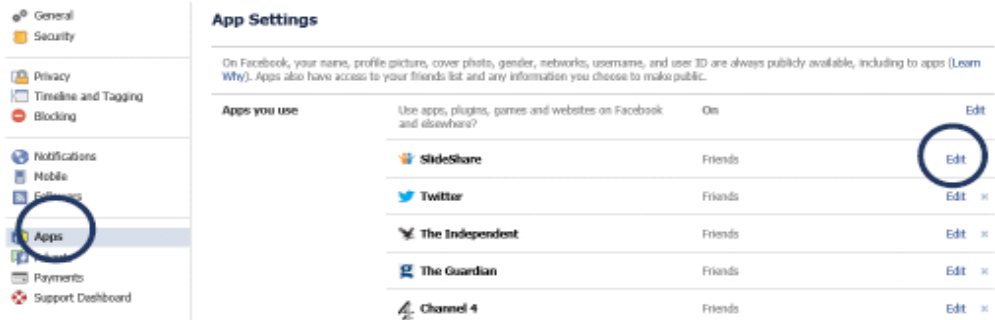 General
Security
Privacy
Timeline and Tagging
Blocking
Notifications
Mobile
Followers
Apps
Payments
Support Dashboard
App Settings
On Facebook, your name, profile picture, cover photo, gender, networks, username, and user ID are always publicly available, including to apps (Learn
Why). Apps also have access to your friends list and any information you choose to make public.
Apps you use Use apps, plugins, games and websites on Facebook On Edit
and elsewhere?
SlideShare Friends Edit
Twitter Friends Edit ×
The Independent Friends Edit ×
The Guardian Friends Edit ×
Channel 4 Friends Edit ×